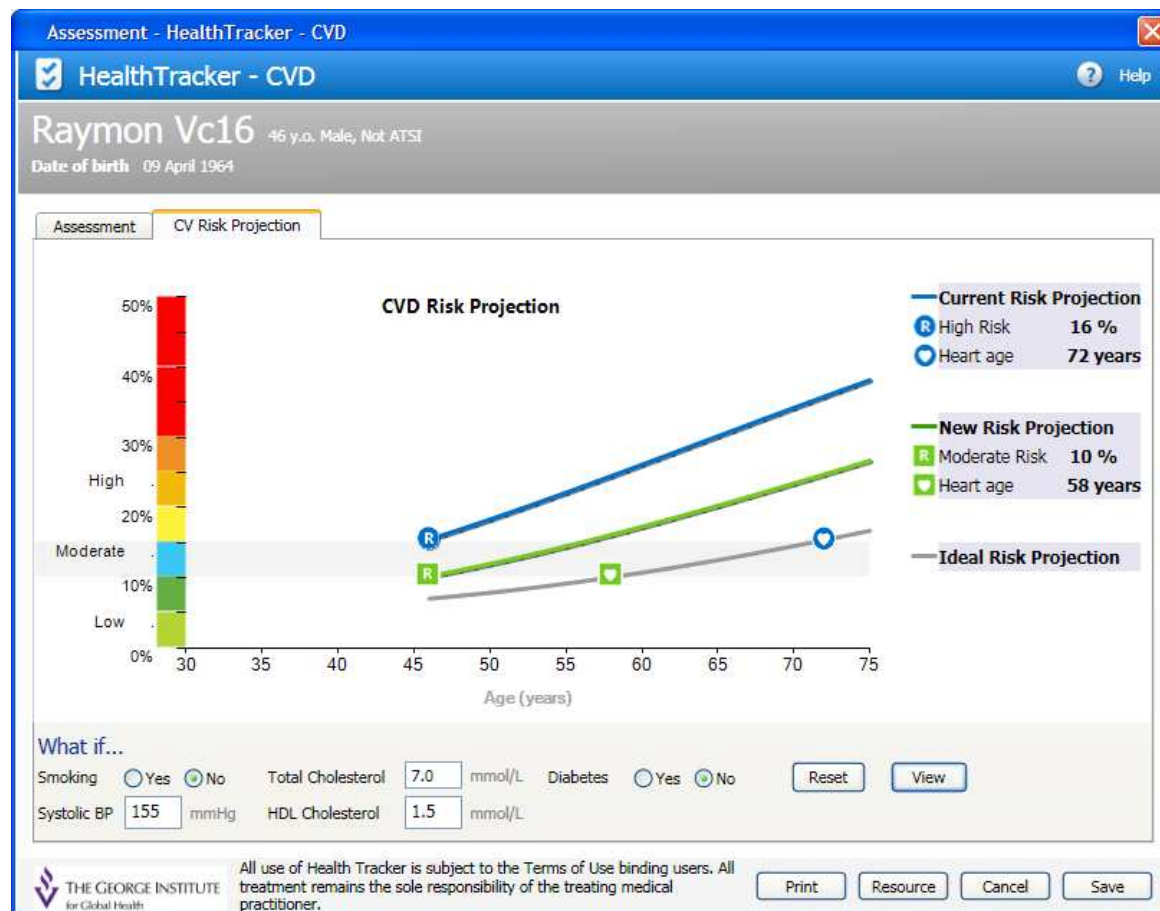 Assessment - HealthTracker - CVD
HealthTracker - CVD
? Help
Raymon Vc16 46 y.o. Male, Not ATSI
Date of birth 09 April 1964
Assessment CV Risk Projection
CVD Risk Projection
50%
40%
30%
High
20%
Moderate
10%
Low
0%
30 35 40 45 50 55 60 65 70 75
Age (years)
R
R
Current Risk Projection
R High Risk 16 %
Heart age 72 years
New Risk Projection
R Moderate Risk 10 %
Heart age 58 years
Ideal Risk Projection
What if...
Smoking Yes No Total Cholesterol 7.0 mmol/L Diabetes Yes No Reset View
Systolic BP 155 mmHg HDL Cholesterol 1.5 mmol/L
THE GEORGE INSTITUTE
for Global Health
All use of Health Tracker is subject to the Terms of Use binding users. All
treatment remains the sole responsibility of the treating medical
practitioner.
Print Resource Cancel Save